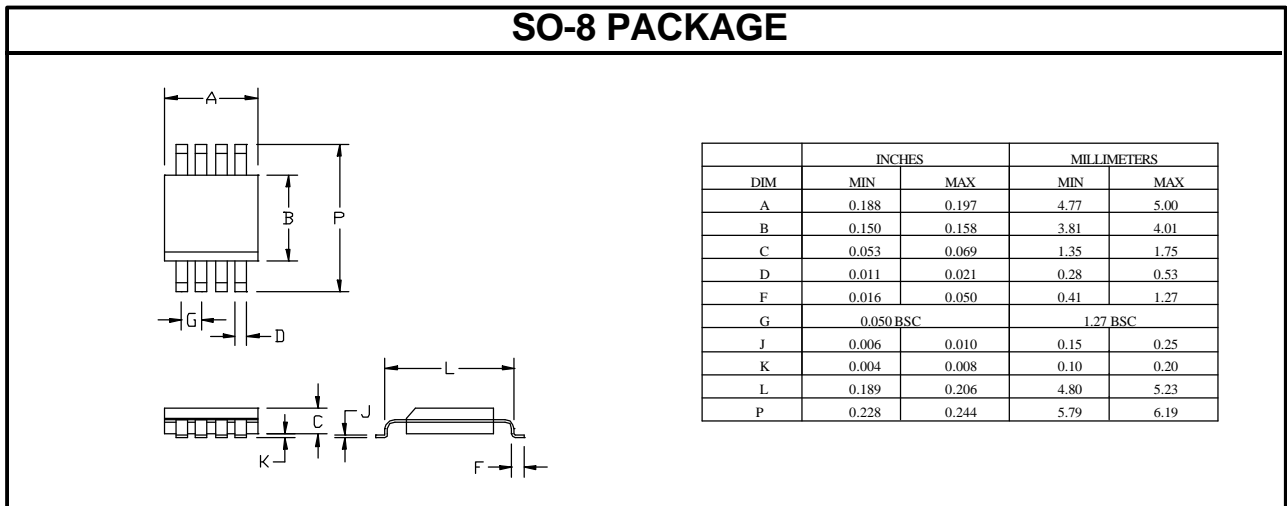 SO-8 PACKAGE
A
B
P
G
D
L
J
C
K
F
INCHES MILLIMETERS
DIM MIN MAX MIN MAX
A 0.188 0.197 4.77 5.00
B 0.150 0.158 3.81 4.01
C 0.053 0.069 1.35 1.75
D 0.011 0.021 0.28 0.53
F 0.016 0.050 0.41 1.27
G 0.050 BSC 1.27 BSC
J 0.006 0.010 0.15 0.25
K 0.004 0.008 0.10 0.20
L 0.189 0.206 4.80 5.23
P 0.228 0.244 5.79 6.19